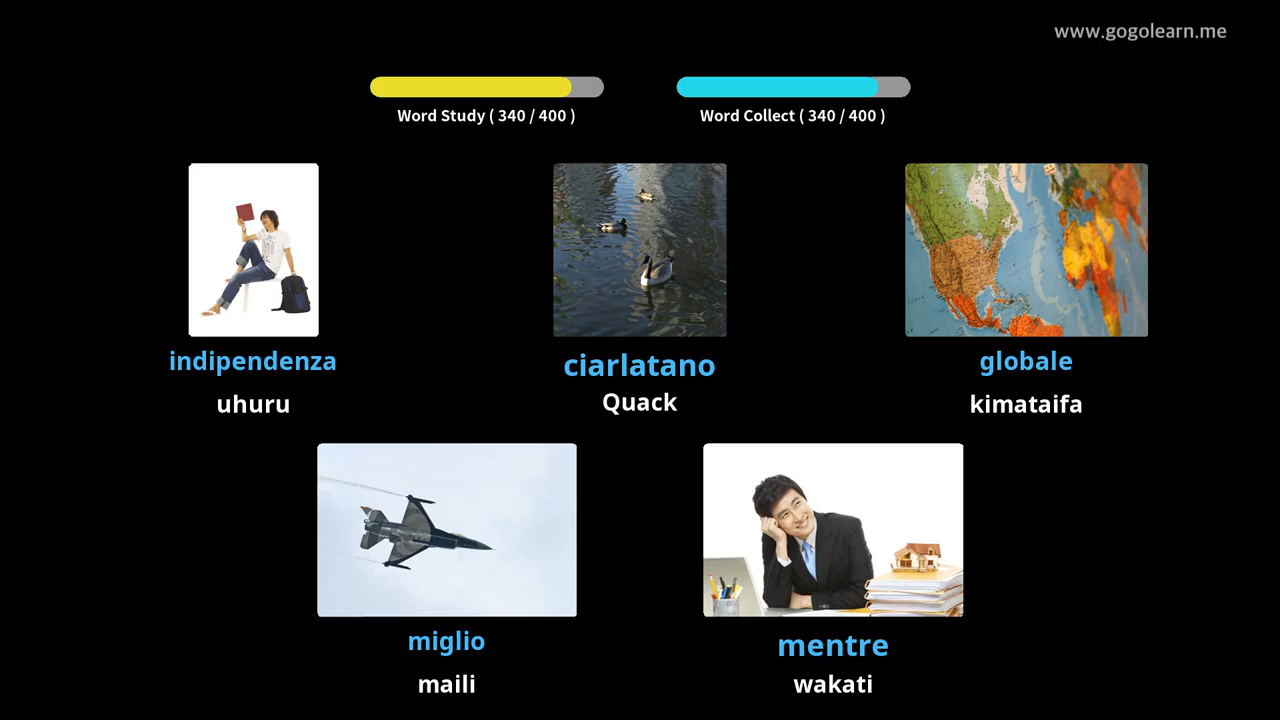 www.gogolearn.me
Word Study ( 340 / 400 )
Word Collect ( 340 / 400 )
indipendenza
ciarlatano
globale
uhuru
Quack
kimataifa
miglio
mentre
maili
wakati